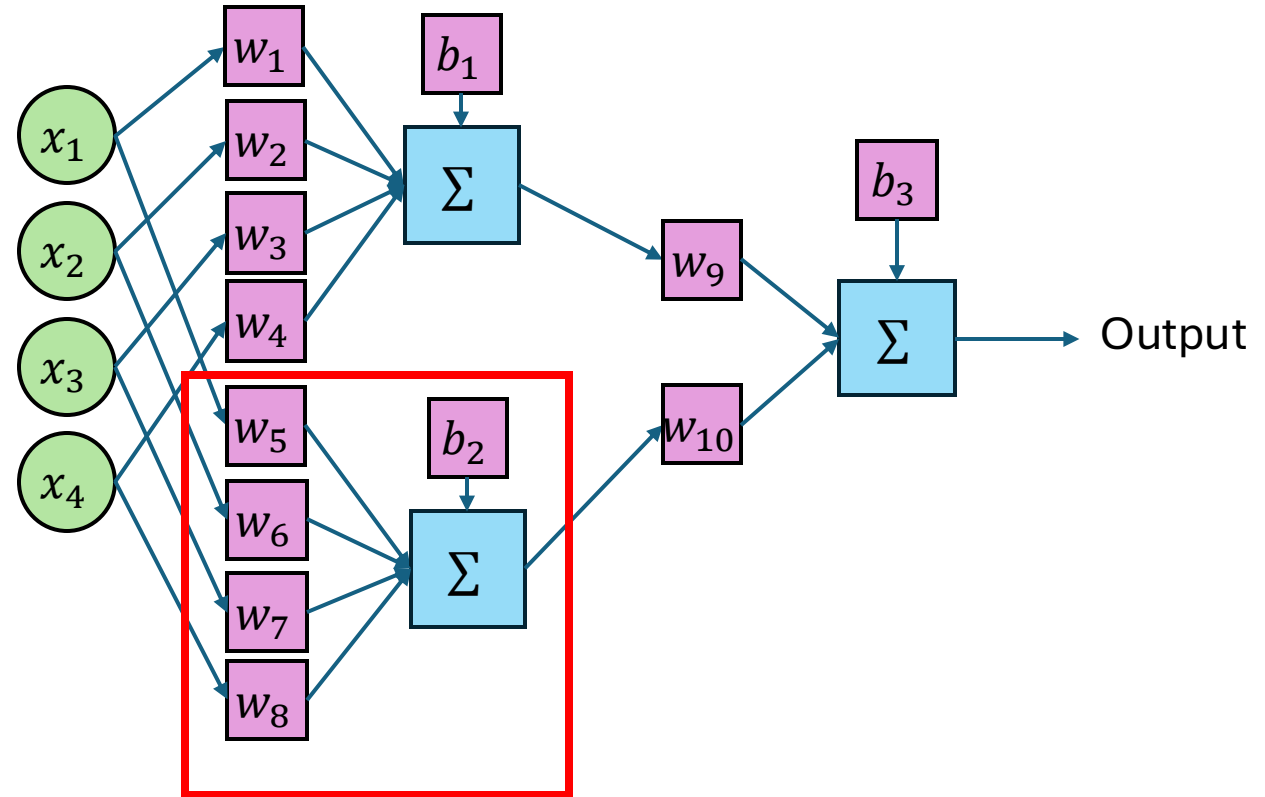 x₁
x₂
x₃
x₄
w₁
w₂
w₃
w₄
w₅
w₆
w₇
w₈
b₁
Σ
b₂
Σ
w₉
w₁₀
b₃
Σ
Output